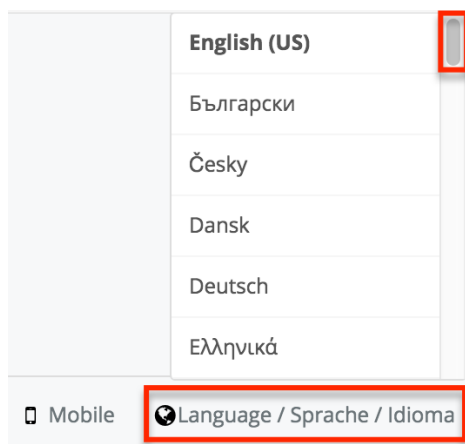 English (US)
Български
Česky
Dansk
Deutsch
Ελληνικά
Mobile
Language / Sprache / Idioma